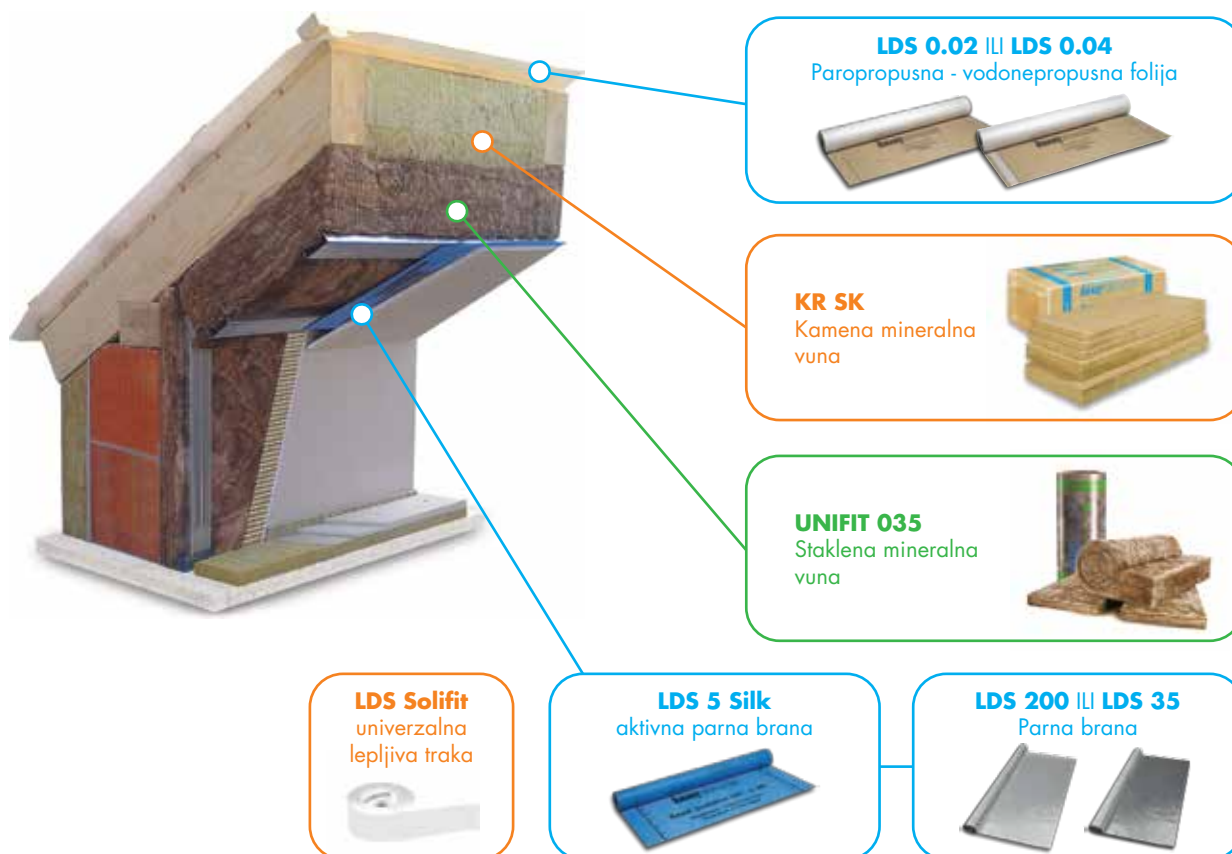 LDS 0.02 ILI LDS 0.04
Paropropusna - vodonepropusna folija
KR SK
Kamena mineralna
vuna
UNIFIT 035
Staklena mineralna
vuna
LDS Solifit
univerzalna
lepljiva traka
LDS 5 Silk
aktivna parna brana
LDS 200 ILI LDS 35
Parna brana